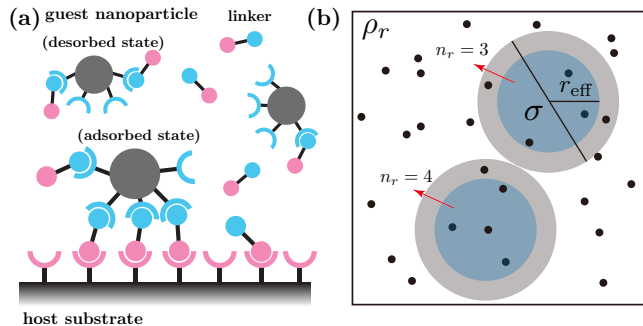 (a)
guest nanoparticle
linker
(desorbed state)
(adsorbed state)
host substrate
(b)
ρ_r
n_r = 3
r_eff
σ
n_r = 4